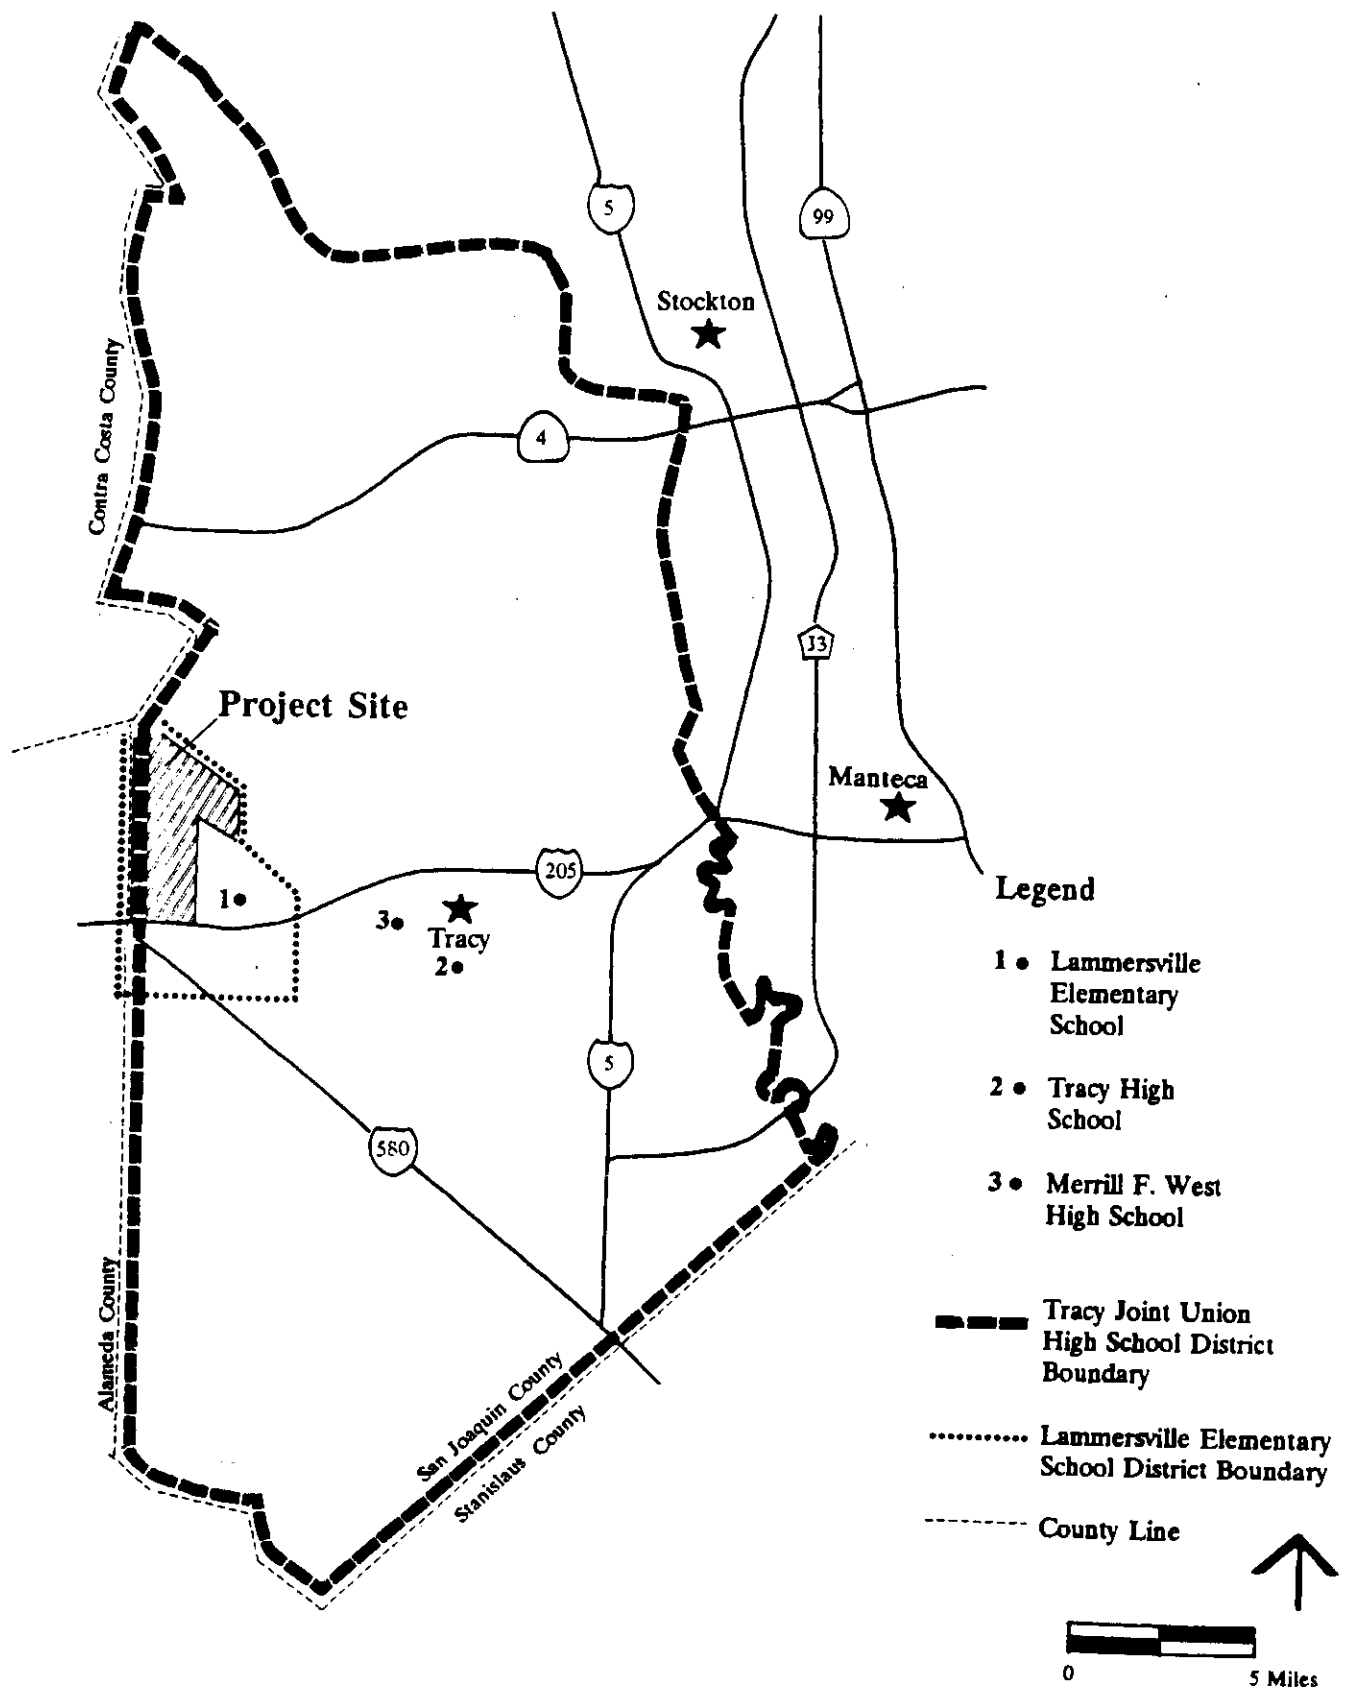 5
99
Stockton
Contra Costa County
4
J3
Project Site
Manteca
205
1
3
Tracy
2
5
580
Alameda County
San Joaquin County
Stanislaus County
Legend
1 Lammersville
Elementary
School
2 Tracy High
School
3 Merrill F. West
High School
Tracy Joint Union
High School District
Boundary
Lammersville Elementary
School District Boundary
County Line
0 5 Miles